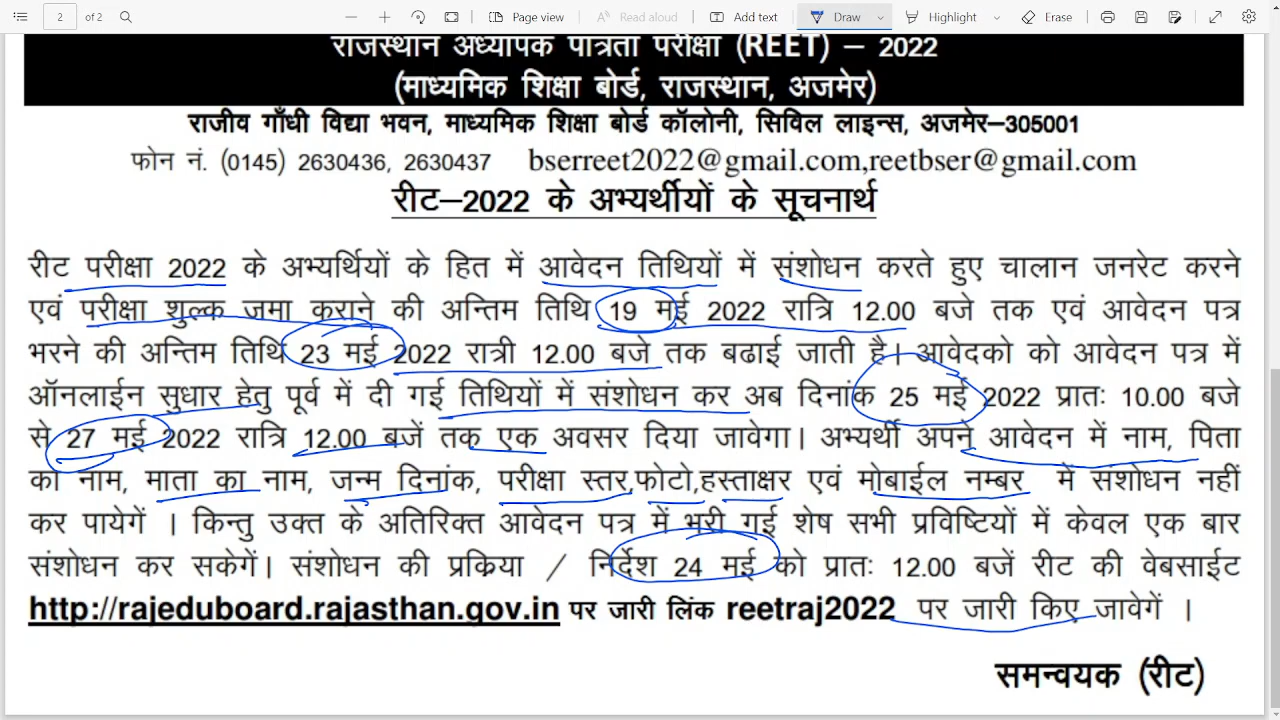 2 of 2 Page view Read aloud Add text Draw Highlight Erase
राजस्थान अध्यापक पात्रता परीक्षा (REET) – 2022
(माध्यमिक शिक्षा बोर्ड, राजस्थान, अजमेर)
राजीव गाँधी विद्या भवन, माध्यमिक शिक्षा बोर्ड कॉलोनी, सिविल लाइन्स, अजमेर–305001
फोन नं. (0145) 2630436, 2630437 bserreet2022@gmail.com,reetbser@gmail.com
रीट–2022 के अभ्यर्थीयों के सूचनार्थ
रीट परीक्षा 2022 के अभ्यर्थियों के हित में आवेदन तिथियों में संशोधन करते हुए चालान जनरेट करने
एवं परीक्षा शुल्क जमा कराने की अन्तिम तिथि 19 मई 2022 रात्रि 12.00 बजे तक एवं आवेदन पत्र
भरने की अन्तिम तिथि 23 मई 2022 रात्री 12.00 बजे तक बढाई जाती है। आवेदको को आवेदन पत्र में
ऑनलाईन सुधार हेतु पूर्व में दी गई तिथियों में संशोधन कर अब दिनांक 25 मई 2022 प्रातः 10.00 बजे
से 27 मई 2022 रात्रि 12.00 बजें तक एक अवसर दिया जावेगा। अभ्यर्थी अपने आवेदन में नाम, पिता
का नाम, माता का नाम, जन्म दिनांक, परीक्षा स्तर,फोटो,हस्ताक्षर एवं मोबाईल नम्बर में संशोधन नहीं
कर पायेगें । किन्तु उक्त के अतिरिक्त आवेदन पत्र में भरी गई शेष सभी प्रविष्टियों में केवल एक बार
संशोधन कर सकेगें। संशोधन की प्रक्रिया / निर्देश 24 मई को प्रातः 12.00 बजें रीट की वेबसाईट
http://rajeduboard.rajasthan.gov.in पर जारी लिंक reetraj2022 पर जारी किए जावेगें ।
समन्वयक (रीट)